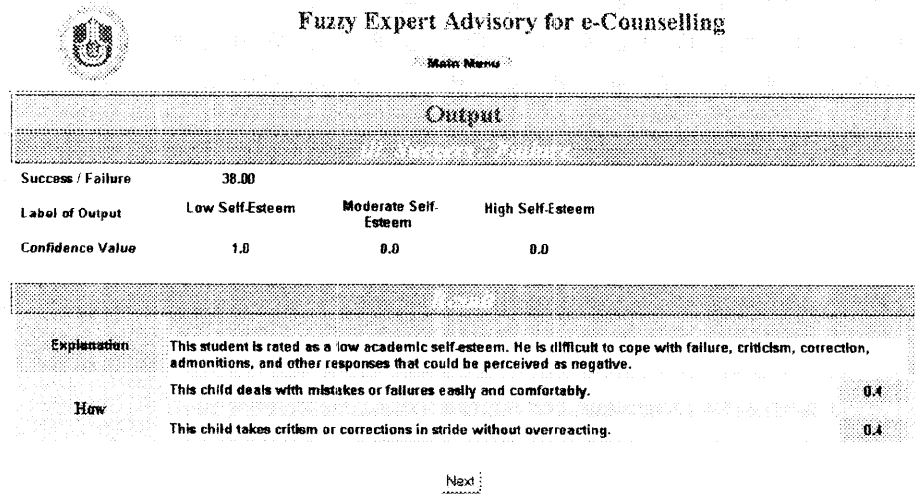 Fuzzy Expert Advisory for e-Counselling
Main Menu
Output
Success / Failure 38.00
Label of Output Low Self-Esteem Moderate Self-Esteem High Self-Esteem
Confidence Value 1.0 0.0 0.0
Explanation This student is rated as a low academic self-esteem. He is difficult to cope with failure, criticism, correction,
admonitions, and other responses that could be perceived as negative.
How
This child deals with mistakes or failures easily and comfortably. 0.4
This child takes critism or corrections in stride without overreacting. 0.4
Next